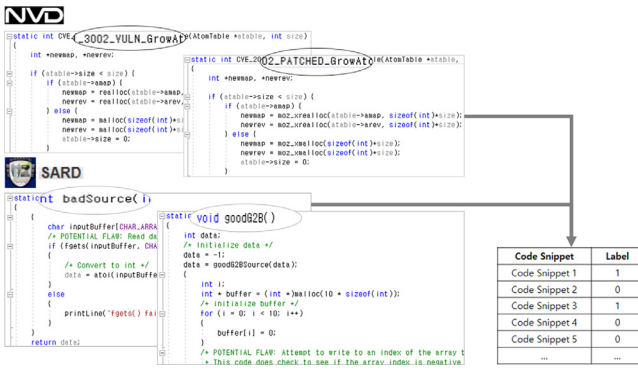 NVD
static int CVE_3002_VULN_GrowAt e(AtomTable *atable, int size)
{
int *newmap, *newrev;
if (atable->size < size) {
if (atable->amap) {
newmap = realloc(atable->amap,
newrev = realloc(atable->arev,
} else {
newmap = malloc(sizeof(int)*si
newrev = malloc(sizeof(int)*si
atable->size = 0;
}
static int CVE_20 02_PATCHED_GrowAto le(AtomTable *atable,
{
int *newmap, *newrev;
if (atable->size < size) {
if (atable->amap) {
newmap = moz_xrealloc(atable->amap, sizeof(int)*size);
newrev = moz_xrealloc(atable->arev, sizeof(int)*size);
} else {
newmap = moz_xmalloc(sizeof(int)*size);
newrev = moz_xmalloc(sizeof(int)*size);
atable->size = 0;
}
SARD
static int badSource( i
{
{
char inputBuffer[CHAR_ARRA
/* POTENTIAL FLAW: Read da
if (fgets(inputBuffer, CHA
{
/* Convert to int */
data = atoi(inputBuffe
}
else
{
printLine("fgets() fai
}
}
return data;
static void goodG2B()
{
int data;
/* Initialize data */
data = -1;
data = goodG2BSource(data);
{
int i;
int * buffer = (int *)malloc(10 * sizeof(int));
/* initialize buffer */
for (i = 0; i < 10; i++)
{
buffer[i] = 0;
}
/* POTENTIAL FLAW: Attempt to write to an index of the array t
* This code does check to see if the array index is negative
Code Snippet Label
Code Snippet 1 1
Code Snippet 2 0
Code Snippet 3 1
Code Snippet 4 0
Code Snippet 5 0
... ...